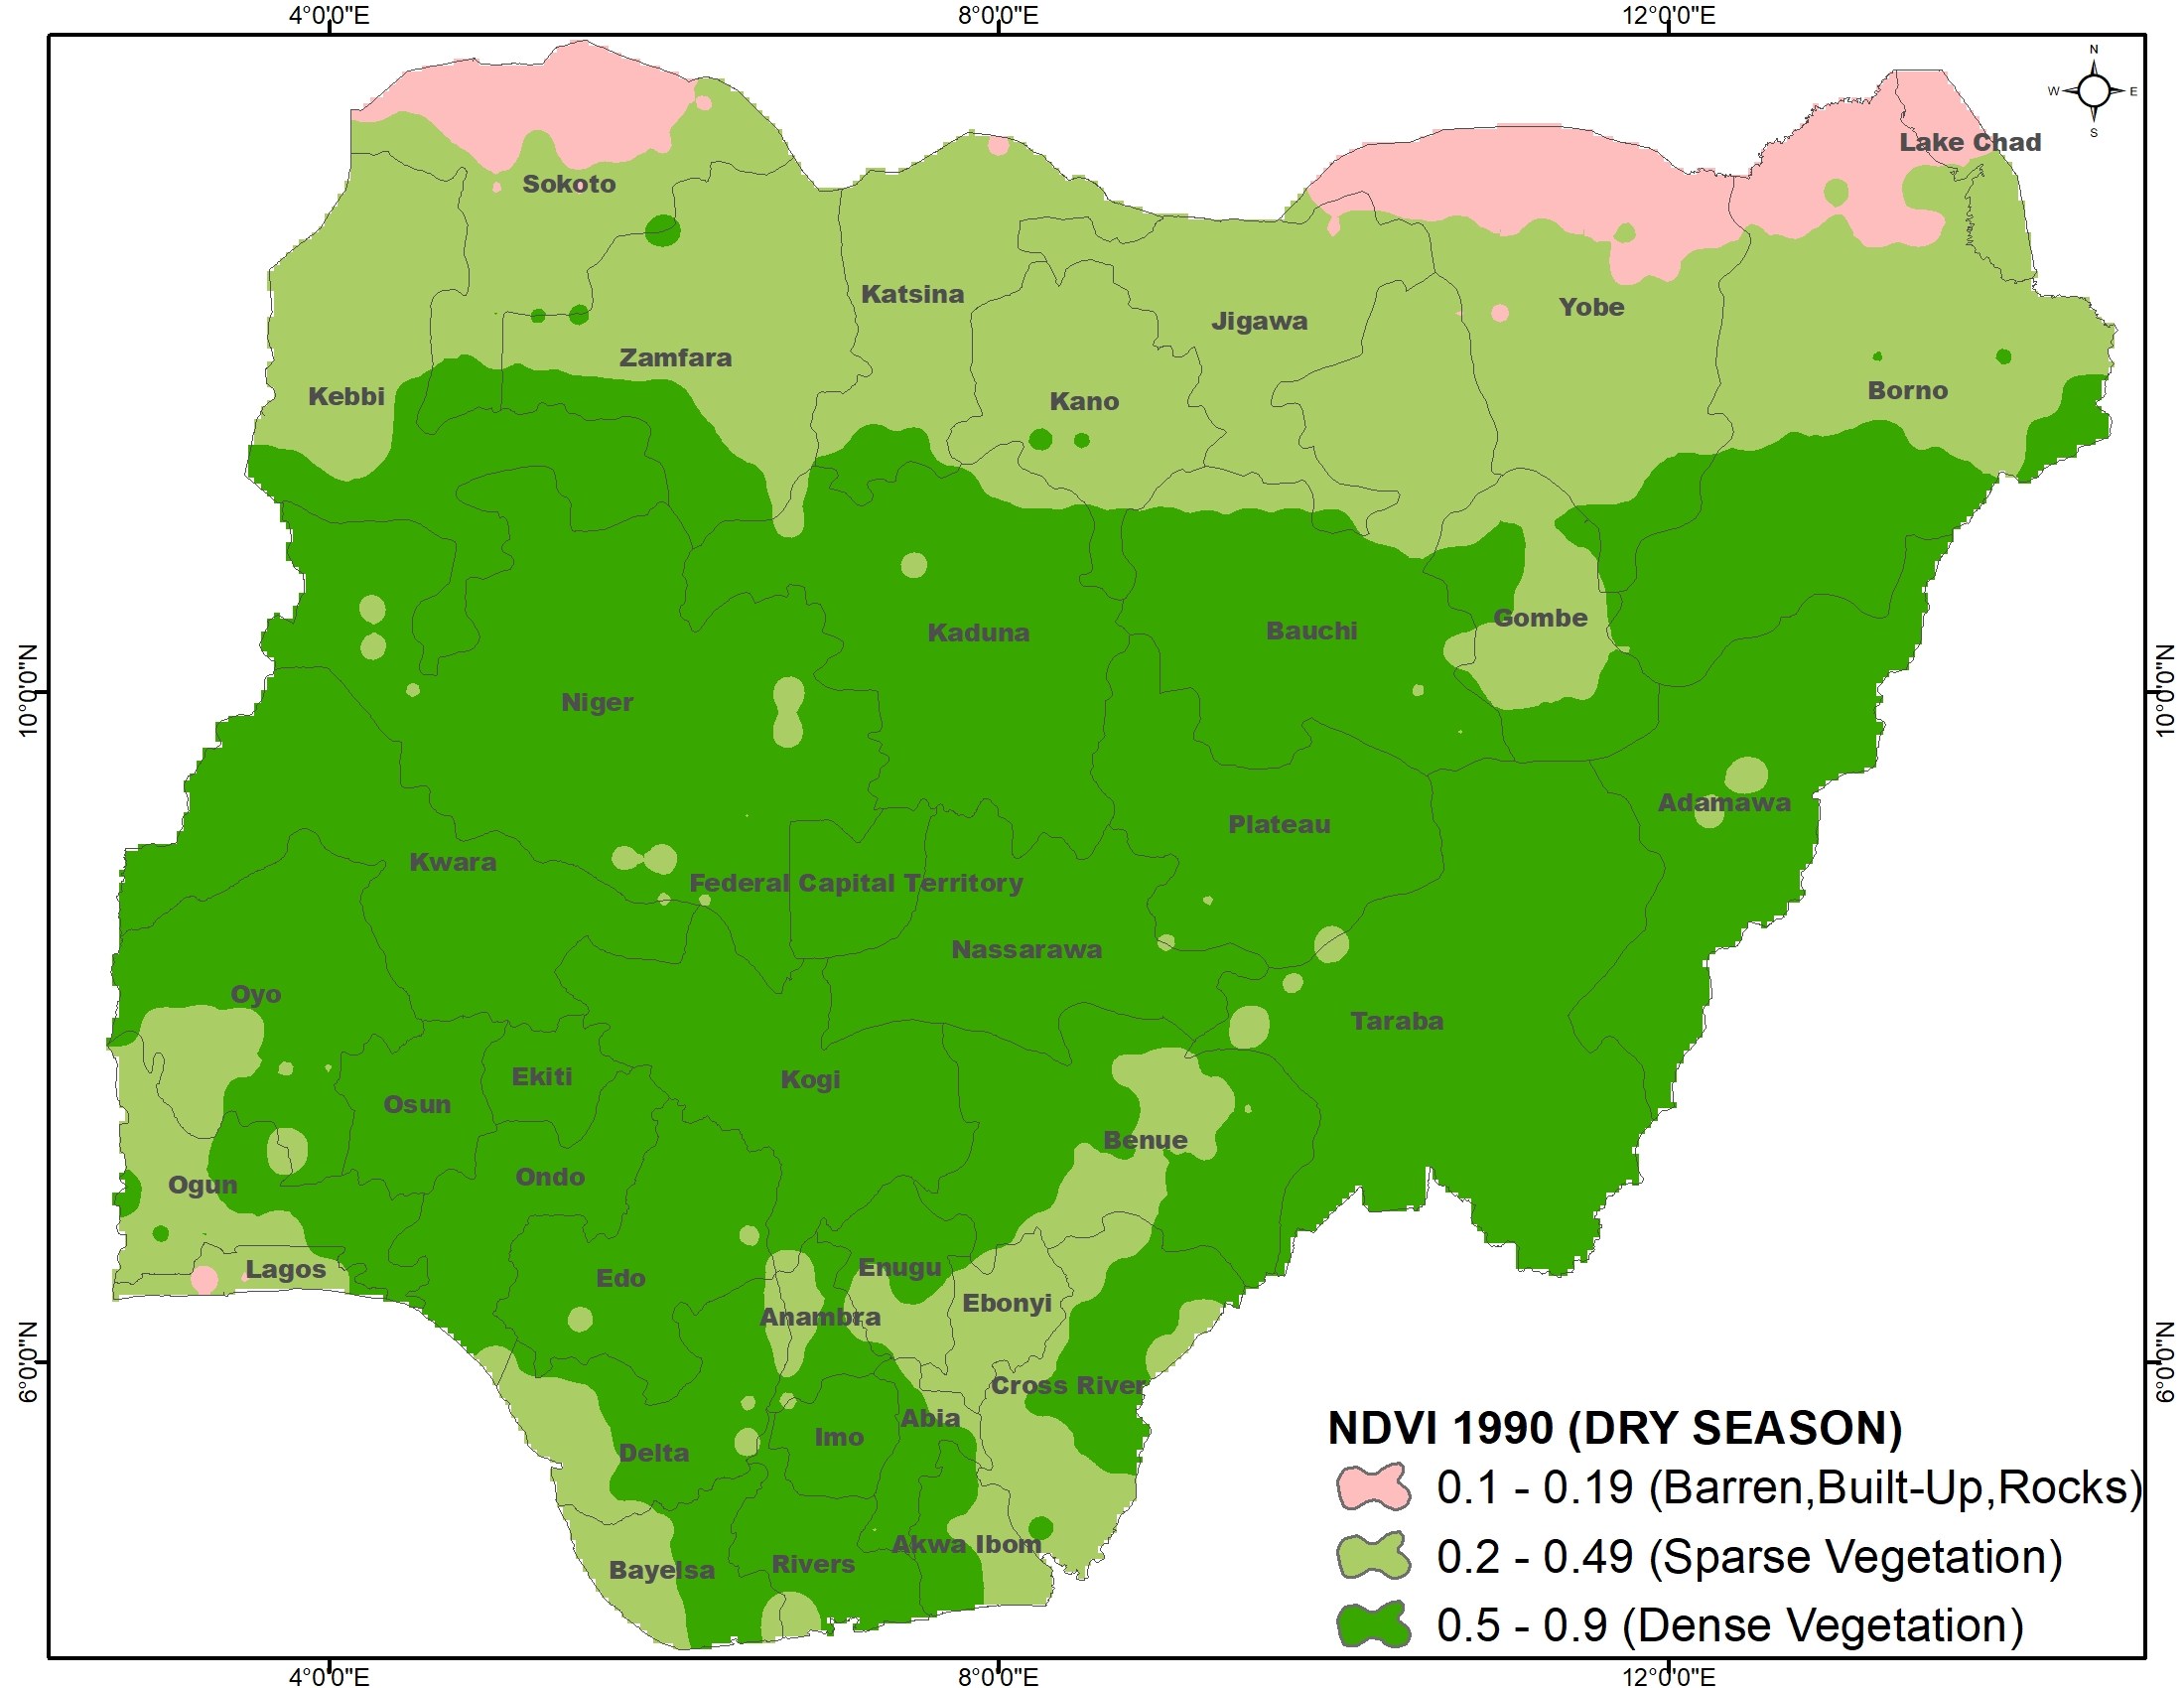 4°0'0"E 8°0'0"E 12°0'0"E
N
W E
S
Lake Chad
Sokoto
Katsina
Yobe
Jigawa
Zamfara
Borno
Kebbi
Kano
Gombe
Bauchi
Kaduna
10°0'0"N 10°0'0"N
Niger
Adamawa
Plateau
Kwara
Federal Capital Territory
Nassarawa
Oyo
Taraba
Ekiti
Kogi
Osun
Benue
Ondo
Ogun
Enugu
Lagos
Edo
Ebonyi
Anambra
6°0'0"N 6°0'0"N
Cross River
Abia
Imo
Delta
Akwa Ibom
Rivers
Bayelsa
NDVI 1990 (DRY SEASON)
0.1 - 0.19 (Barren,Built-Up,Rocks)
0.2 - 0.49 (Sparse Vegetation)
0.5 - 0.9 (Dense Vegetation)
4°0'0"E 8°0'0"E 12°0'0"E